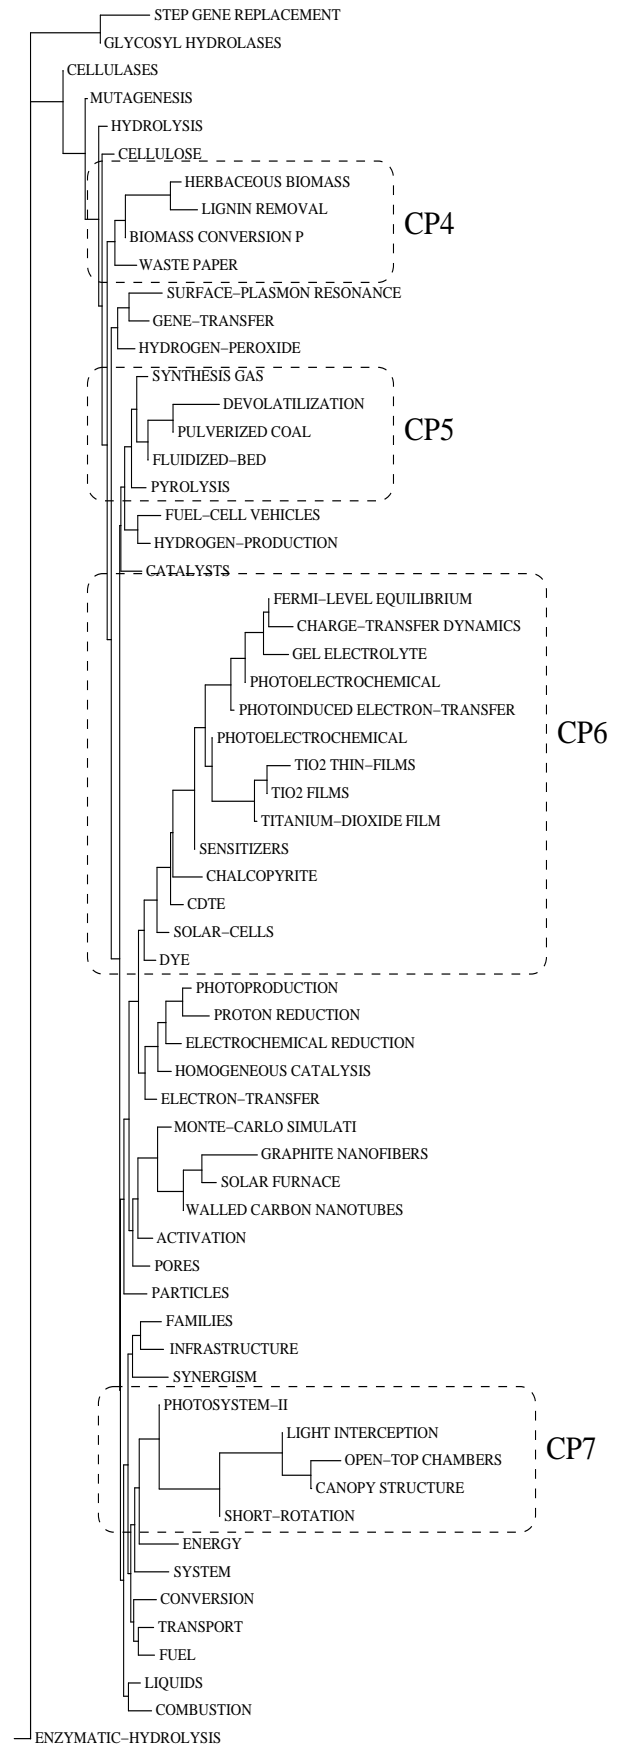 STEP GENE REPLACEMENT
GLYCOSYL HYDROLASES
CELLULASES
MUTAGENESIS
HYDROLYSIS
CELLULOSE
HERBACEOUS BIOMASS
LIGNIN REMOVAL
CP4
BIOMASS CONVERSION P
WASTE PAPER
SURFACE−PLASMON RESONANCE
GENE−TRANSFER
HYDROGEN−PEROXIDE
SYNTHESIS GAS
DEVOLATILIZATION
PULVERIZED COAL
CP5
FLUIDIZED−BED
PYROLYSIS
FUEL−CELL VEHICLES
HYDROGEN−PRODUCTION
CATALYSTS
FERMI−LEVEL EQUILIBRIUM
CHARGE−TRANSFER DYNAMICS
GEL ELECTROLYTE
PHOTOELECTROCHEMICAL
PHOTOINDUCED ELECTRON−TRANSFER
CP6
PHOTOELECTROCHEMICAL
TIO2 THIN−FILMS
TIO2 FILMS
TITANIUM−DIOXIDE FILM
SENSITIZERS
CHALCOPYRITE
CDTE
SOLAR−CELLS
DYE
PHOTOPRODUCTION
PROTON REDUCTION
ELECTROCHEMICAL REDUCTION
HOMOGENEOUS CATALYSIS
ELECTRON−TRANSFER
MONTE−CARLO SIMULATI
GRAPHITE NANOFIBERS
SOLAR FURNACE
WALLED CARBON NANOTUBES
ACTIVATION
PORES
PARTICLES
FAMILIES
INFRASTRUCTURE
SYNERGISM
PHOTOSYSTEM−II
LIGHT INTERCEPTION
CP7
OPEN−TOP CHAMBERS
CANOPY STRUCTURE
SHORT−ROTATION
ENERGY
SYSTEM
CONVERSION
TRANSPORT
FUEL
LIQUIDS
COMBUSTION
ENZYMATIC−HYDROLYSIS